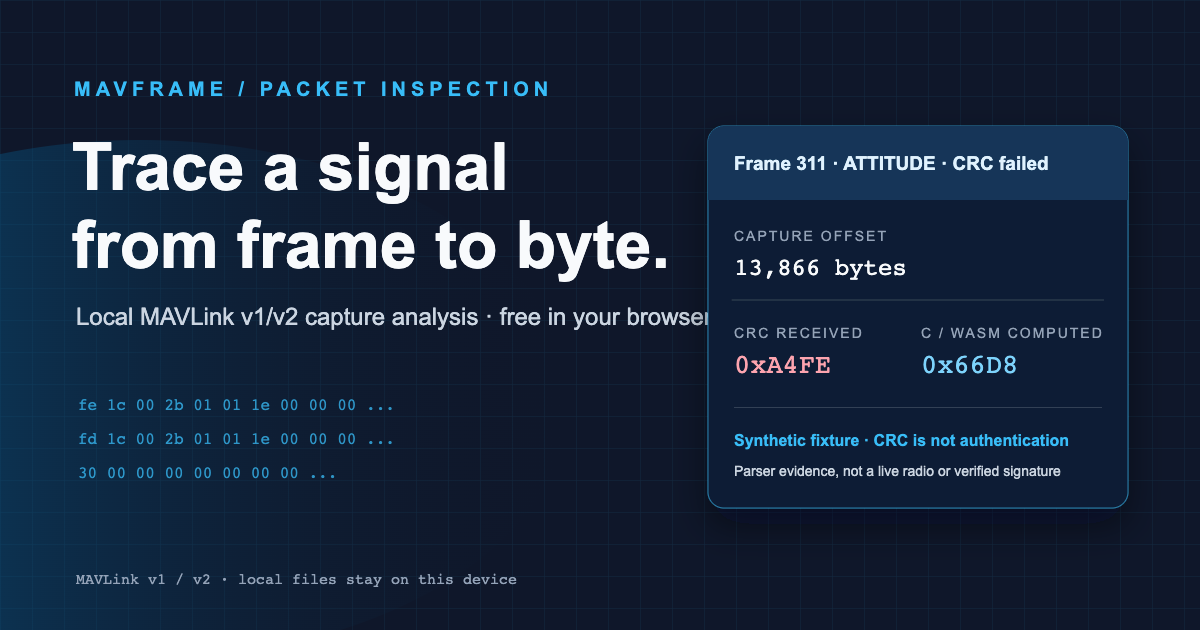 MAVFRAME / PACKET INSPECTION
Trace a signal
from frame to byte.
Local MAVLink v1/v2 capture analysis · free in your browser
fe 1c 00 2b 01 01 1e 00 00 00 ...
fd 1c 00 2b 01 01 1e 00 00 00 ...
30 00 00 00 00 00 00 00 ...
MAVLink v1 / v2 · local files stay on this device
Frame 311 · ATTITUDE · CRC failed
CAPTURE OFFSET
13,866 bytes
CRC RECEIVED
C / WASM COMPUTED
0xA4FE
0x66D8
Synthetic fixture · CRC is not authentication
Parser evidence, not a live radio or verified signature